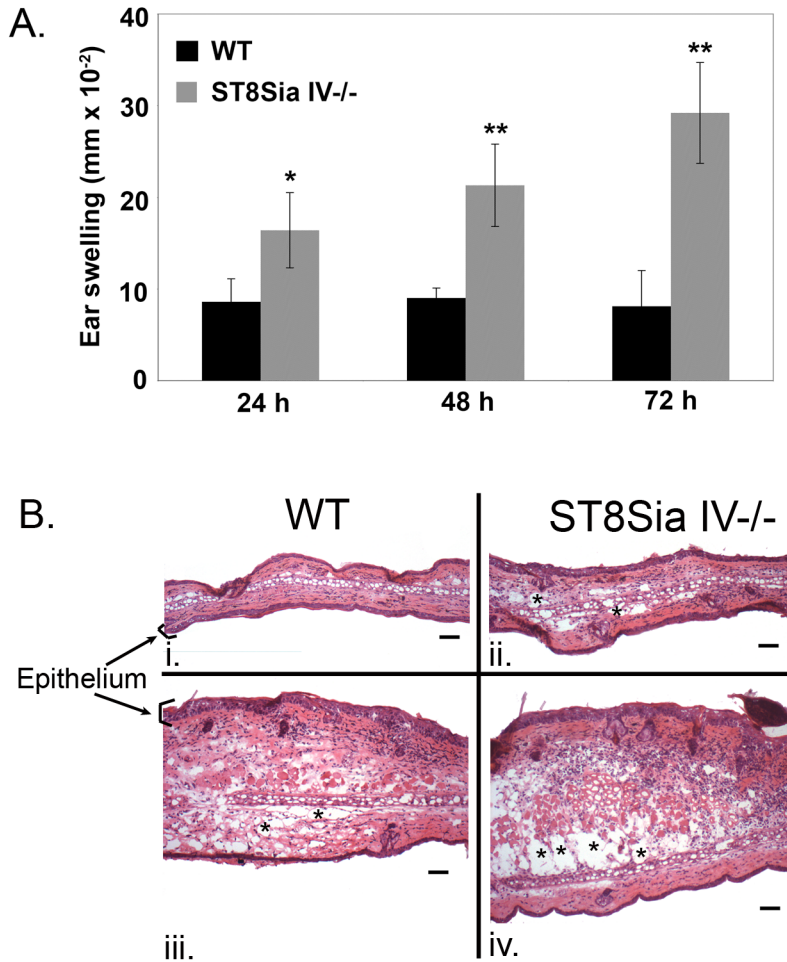 A.
Ear swelling (mm x 10⁻²)
40
30
20
10
0
WT
ST8Sia IV-/-
*
**
**
24 h
48 h
72 h
B.
WT
ST8Sia IV-/-
Epithelium
i.
* *
ii.
* *
iii.
* * * *
iv.